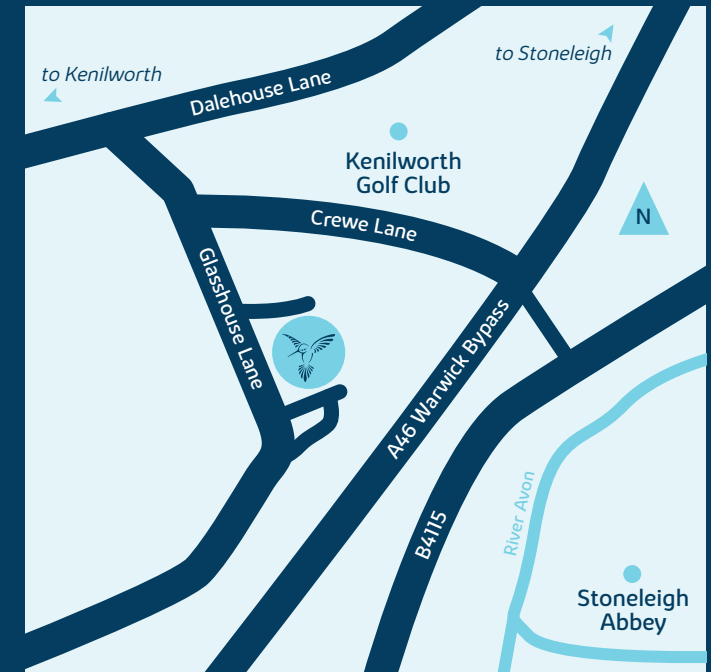 to Stoneleigh
to Kenilworth
Dalehouse Lane
Kenilworth
Golf Club
N
Crewe Lane
Glasshouse Lane
A46 Warwick Bypass
B4115
River Avon
Stoneleigh
Abbey